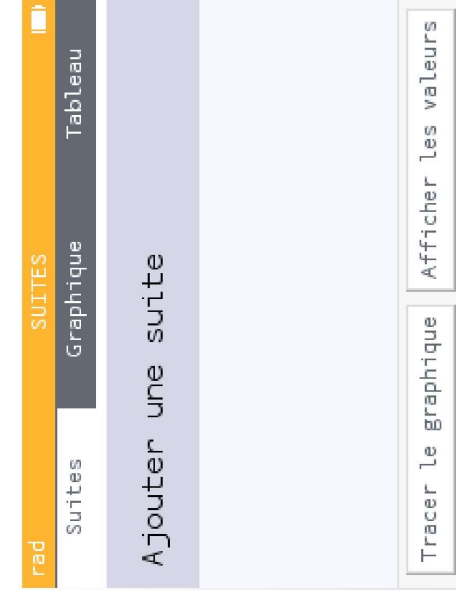 rad SUITES
Suites Graphique Tableau
Ajouter une suite
Tracer le graphique Afficher les valeurs